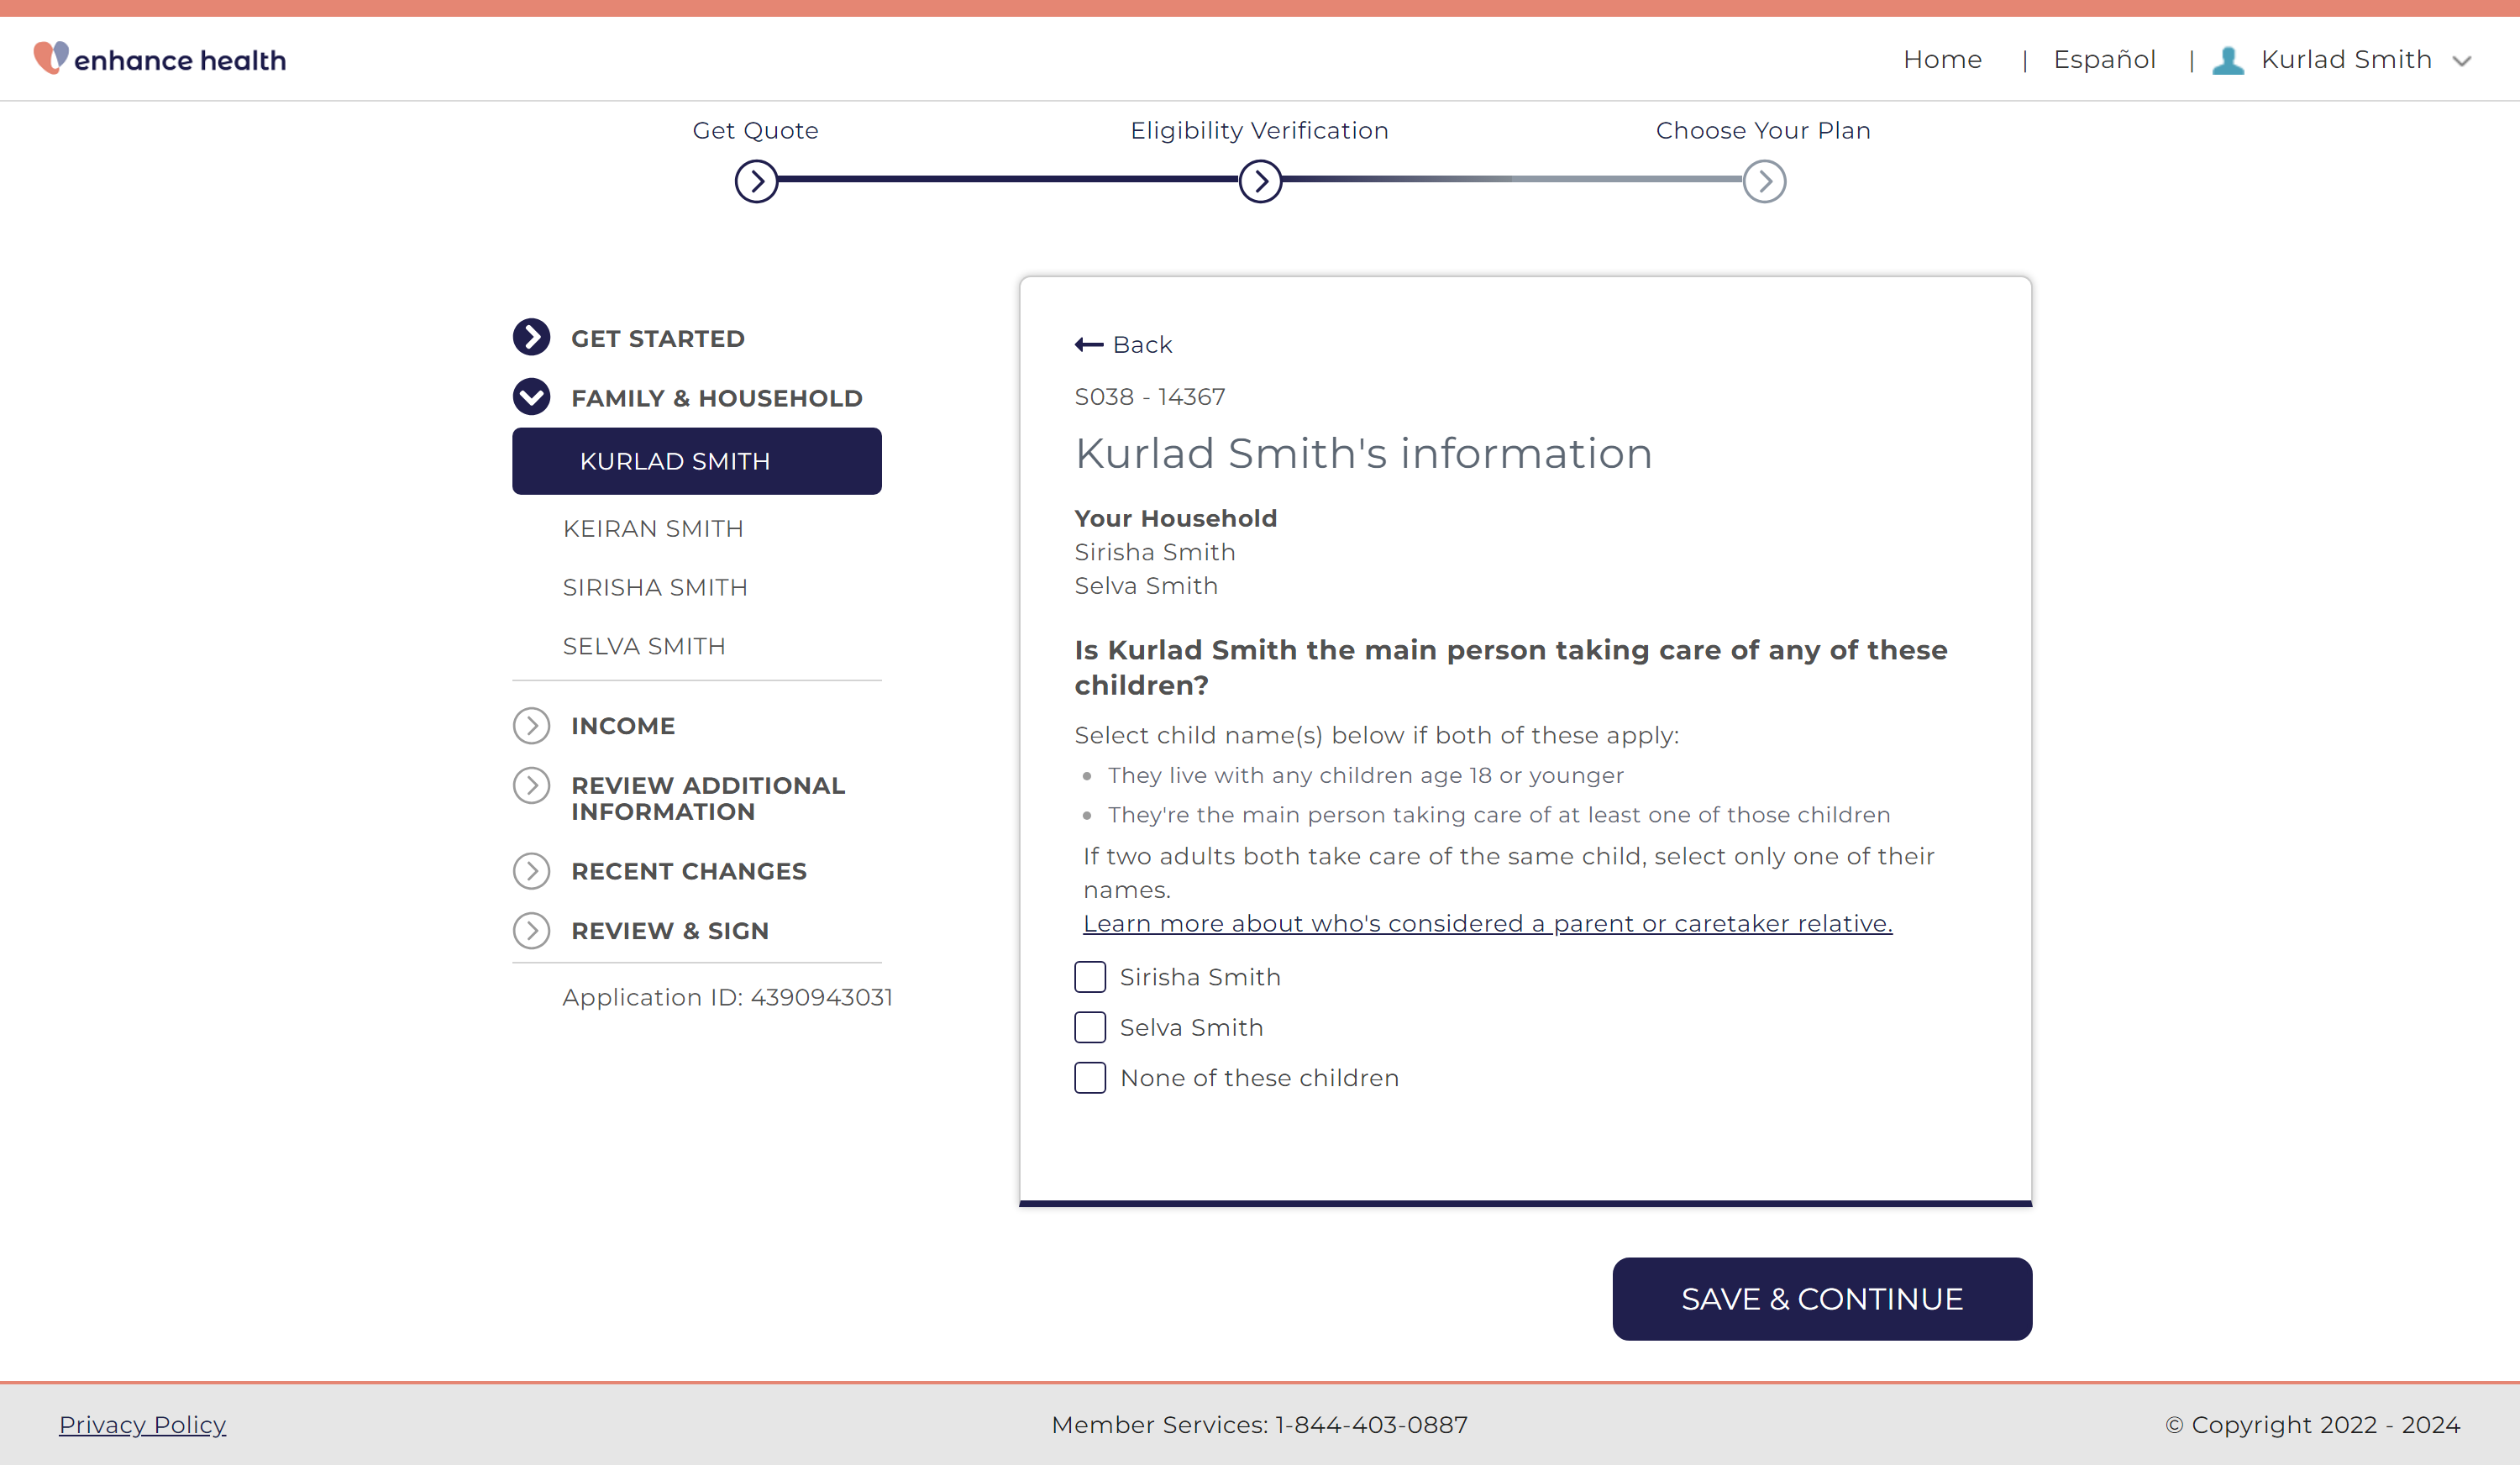 enhance health
Home | Español | Kurlad Smith
Get Quote
Eligibility Verification
Choose Your Plan
GET STARTED
FAMILY & HOUSEHOLD
KURLAD SMITH
KEIRAN SMITH
SIRISHA SMITH
SELVA SMITH
INCOME
REVIEW ADDITIONAL
INFORMATION
RECENT CHANGES
REVIEW & SIGN
Application ID: 4390943031
Back
S038 - 14367
Kurlad Smith's information
Your Household
Sirisha Smith
Selva Smith
Is Kurlad Smith the main person taking care of any of these
children?
Select child name(s) below if both of these apply:
• They live with any children age 18 or younger
• They're the main person taking care of at least one of those children
If two adults both take care of the same child, select only one of their
names.
Learn more about who's considered a parent or caretaker relative.
Sirisha Smith
Selva Smith
None of these children
SAVE & CONTINUE
Privacy Policy
Member Services: 1-844-403-0887
© Copyright 2022 - 2024